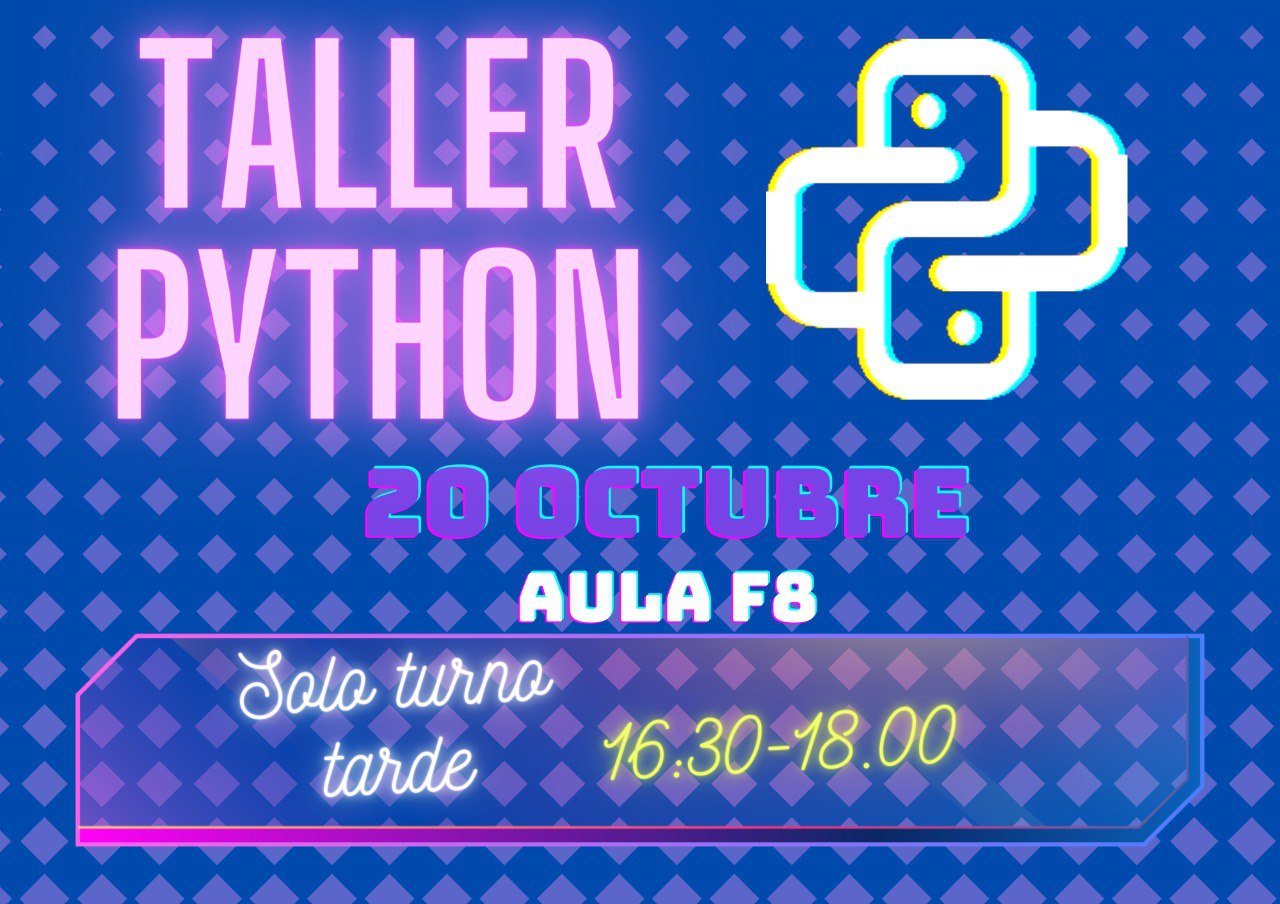 TALLER
PYTHON
20 OCTUBRE
AULA F8
Solo turno
tarde
16:30-18.00